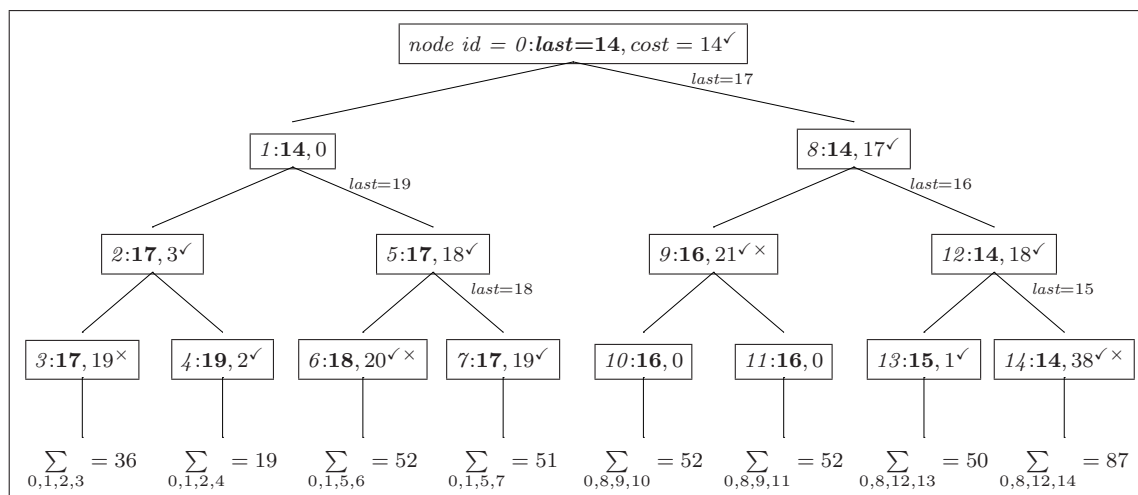 node id = 0:last=14, cost = 14✓
last=17
1:14, 0
8:14, 17✓
last=19
last=16
2:17, 3✓
5:17, 18✓
9:16, 21✓×
12:14, 18✓
last=18
last=15
3:17, 19×
4:19, 2✓
6:18, 20✓×
7:17, 19✓
10:16, 0
11:16, 0
13:15, 1✓
14:14, 38✓×
∑ = 36
0,1,2,3
∑ = 19
0,1,2,4
∑ = 52
0,1,5,6
∑ = 51
0,1,5,7
∑ = 52
0,8,9,10
∑ = 52
0,8,9,11
∑ = 50
0,8,12,13
∑ = 87
0,8,12,14